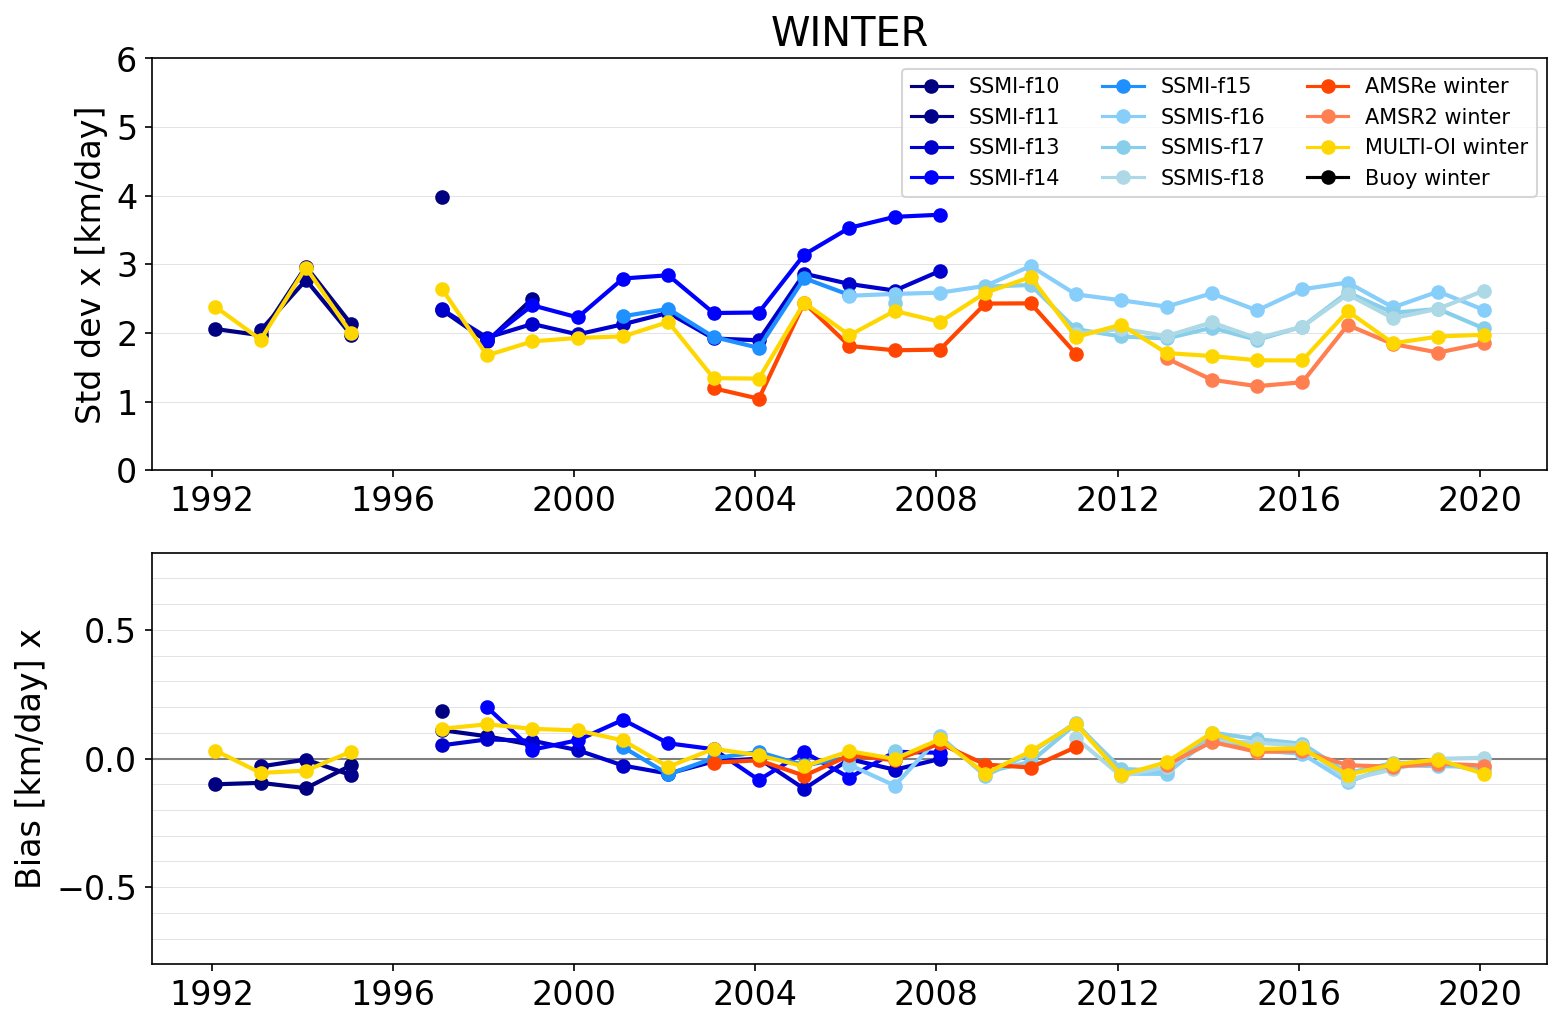 WINTER
Std dev x [km/day]
6
5
4
3
2
1
0
SSMI-f10
SSMI-f11
SSMI-f13
SSMI-f14
SSMI-f15
SSMIS-f16
SSMIS-f17
SSMIS-f18
AMSRe winter
AMSR2 winter
MULTI-OI winter
Buoy winter
1992 1996 2000 2004 2008 2012 2016 2020
Bias [km/day] x
0.5
0.0
−0.5
1992 1996 2000 2004 2008 2012 2016 2020